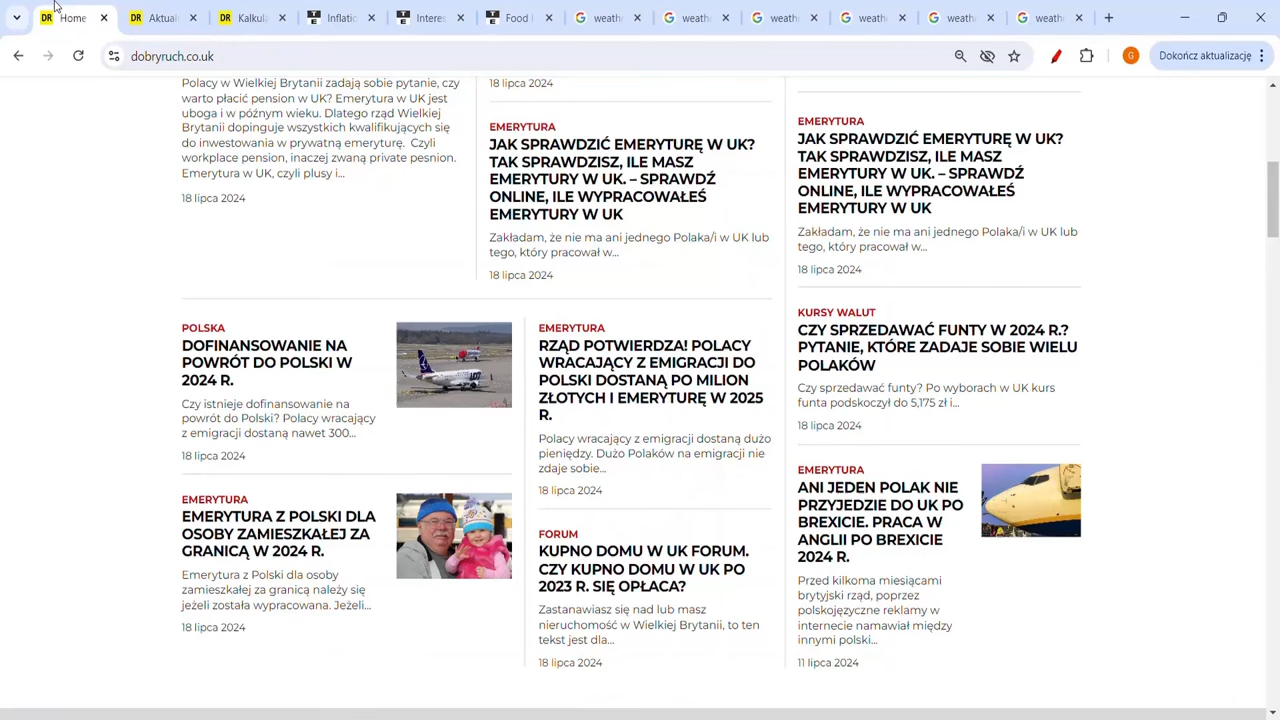 Home
Aktual
Kalkul
Inflatio
Interes
Food
weath
weath
weath
weath
weath
weath
dobryruch.co.uk
G
Dokończ aktualizację
Polacy w Wielkiej Brytanii zadają sobie pytanie, czy
warto płacić pension w UK? Emerytura w UK jest
uboga i w późnym wieku. Dlatego rząd Wielkiej
Brytanii dopinguje wszystkich kwalifikujących się
do inwestowania w prywatną emeryturę. Czyli
workplace pension, inaczej zwaną private pesnion.
Emerytura w UK, czyli plusy i...
18 lipca 2024
18 lipca 2024
EMERYTURA
JAK SPRAWDZIĆ EMERYTURĘ W UK?
TAK SPRAWDZISZ, ILE MASZ
EMERYTURY W UK. – SPRAWDŹ
ONLINE, ILE WYPRACOWAŁEŚ
EMERYTURY W UK
Zakładam, że nie ma ani jednego Polaka/i w UK lub
tego, który pracował w...
18 lipca 2024
POLSKA
DOFINANSOWANIE NA
POWRÓT DO POLSKI W
2024 R.
Czy istnieje dofinansowanie na
powrót do Polski? Polacy wracający
z emigracji dostaną nawet 300...
18 lipca 2024
EMERYTURA
EMERYTURA Z POLSKI DLA
OSOBY ZAMIESZKAŁEJ ZA
GRANICĄ W 2024 R.
Emerytura z Polski dla osoby
zamieszkałej za granicą należy się
jeżeli została wypracowana. Jeżeli...
18 lipca 2024
EMERYTURA
RZĄD POTWIERDZA! POLACY
WRACAJĄCY Z EMIGRACJI DO
POLSKI DOSTANĄ PO MILION
ZŁOTYCH I EMERYTURĘ W 2025
R.
Polacy wracający z emigracji dostaną dużo
pieniędzy. Dużo Polaków na emigracji nie
zdaje sobie...
18 lipca 2024
FORUM
KUPNO DOMU W UK FORUM.
CZY KUPNO DOMU W UK PO
2023 R. SIĘ OPŁACA?
Zastanawiasz się nad lub masz
nieruchomość w Wielkiej Brytanii, to ten
tekst jest dla...
18 lipca 2024
EMERYTURA
JAK SPRAWDZIĆ EMERYTURĘ W UK?
TAK SPRAWDZISZ, ILE MASZ
EMERYTURY W UK. – SPRAWDŹ
ONLINE, ILE WYPRACOWAŁEŚ
EMERYTURY W UK
Zakładam, że nie ma ani jednego Polaka/i w UK lub
tego, który pracował w...
18 lipca 2024
KURSY WALUT
CZY SPRZEDAWAĆ FUNTY W 2024 R.?
PYTANIE, KTÓRE ZADAJE SOBIE WIELU
POLAKÓW
Czy sprzedawać funty? Po wyborach w UK kurs
funta podskoczył do 5,175 zł i...
18 lipca 2024
EMERYTURA
ANI JEDEN POLAK NIE
PRZYJEDZIE DO UK PO
BREXICIE. PRACA W
ANGLII PO BREXICIE
2024 R.
Przed kilkoma miesiącami
brytyjski rząd, poprzez
polskojęzyczne reklamy w
internecie namawiał między
innymi polski...
11 lipca 2024